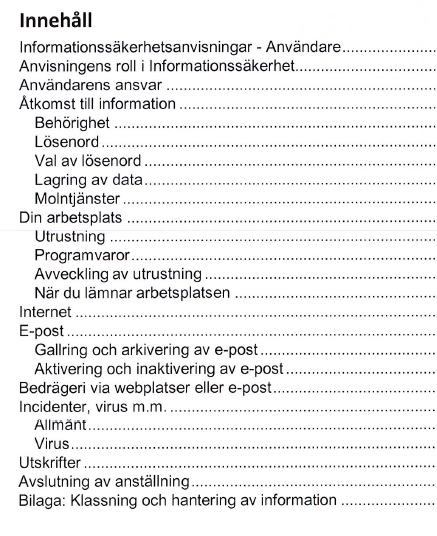 Innehåll
Informationssäkerhetsanvisningar - Användare..................
Anvisningens roll i Informationssäkerhet..............................
Användarens ansvar ..........................................................
Åtkomst till information ........................................................
Behörighet .....................................................................
Lösenord........................................................................
Val av lösenord ..............................................................
Lagring av data..............................................................
Molntjänster ...................................................................
Din arbetsplats ...................................................................
Utrustning ......................................................................
Programvaror.................................................................
Avveckling av utrustning .................................................
När du lämnar arbetsplatsen ..........................................
Internet ...............................................................................
E-post .................................................................................
Gallring och arkivering av e-post.....................................
Aktivering och inaktivering av e-post ...............................
Bedrägeri via webplatser eller e-post...................................
Incidenter, virus m.m. .........................................................
Allmänt...........................................................................
Virus...............................................................................
Utskrifter .............................................................................
Avslutning av anställning.....................................................
Bilaga: Klassning och hantering av information ...................